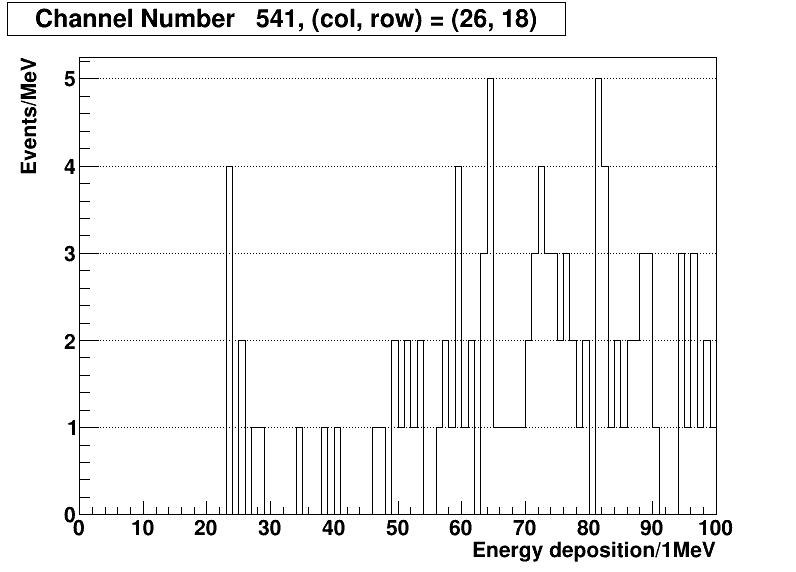 Channel Number 541, (col, row) = (26, 18)
Events/MeV
5
4
3
2
1
0
0 10 20 30 40 50 60 70 80 90 100
Energy deposition/1MeV